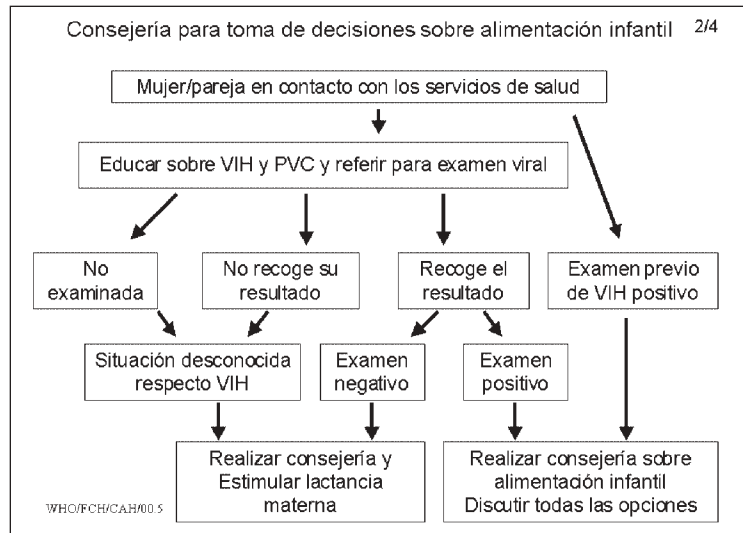 Consejería para toma de decisiones sobre alimentación infantil 2/4
Mujer/pareja en contacto con los servicios de salud
Educar sobre VIH y PVC y referir para examen viral
No
examinada
No recoge su
resultado
Recoge el
resultado
Examen previo
de VIH positivo
Situación desconocida
respecto VIH
Examen
negativo
Examen
positivo
Realizar consejería y
Estimular lactancia
materna
Realizar consejería sobre
alimentación infantil
Discutir todas las opciones
WHO/FCH/CAH/00.5